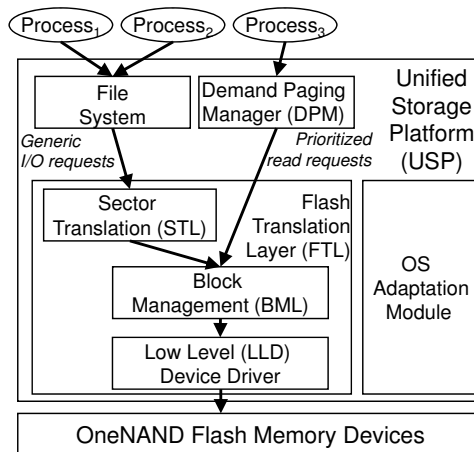 Process1 Process2 Process3
File
System
Demand Paging
Manager (DPM)
Unified
Storage
Platform
(USP)
Generic
I/O requests
Prioritized
read requests
Sector
Translation (STL)
Flash
Translation
Layer (FTL)
Block
Management (BML)
Low Level (LLD)
Device Driver
OS
Adaptation
Module
OneNAND Flash Memory Devices